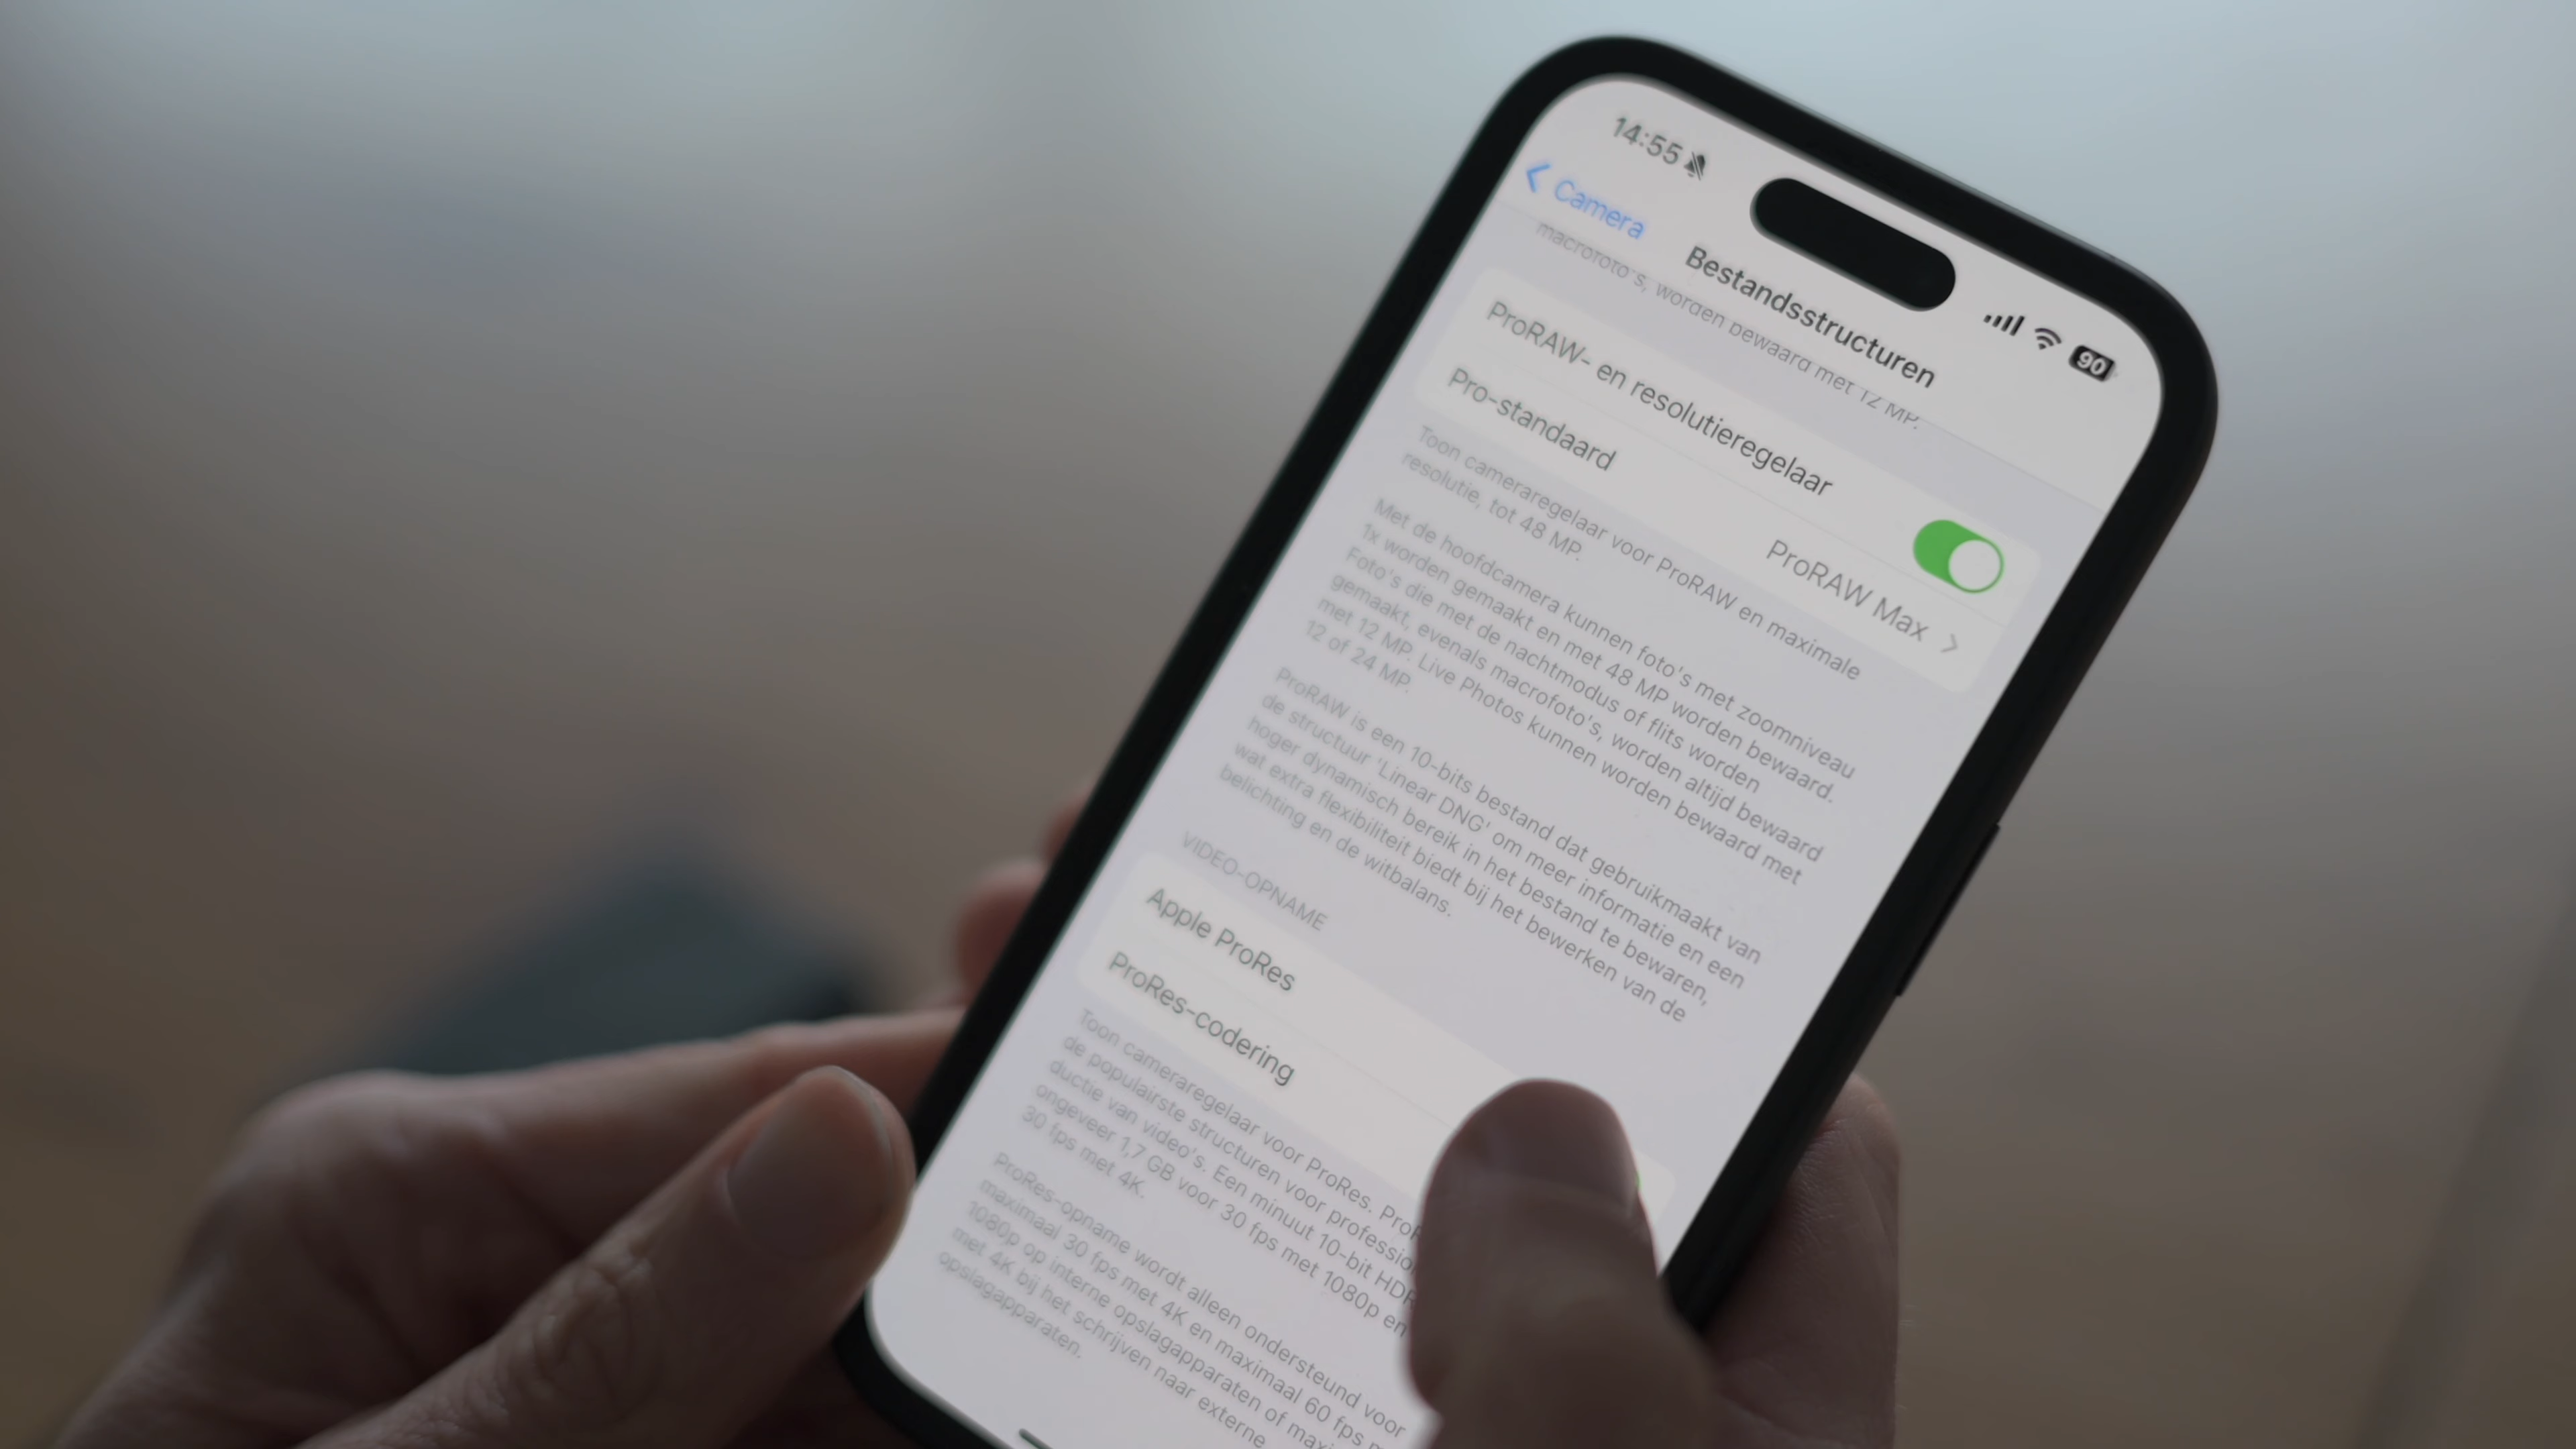 14:55
90
Camera
Bestandsstructuren
macrofoto's, worden bewaard met 12 MP.
ProRAW- en resolutieregelaar
Pro-standaard
ProRAW Max
Toon cameraregelaar voor ProRAW en maximale
resolutie, tot 48 MP.
Met de hoofdcamera kunnen foto's met zoomniveau
1x worden gemaakt en met 48 MP worden bewaard.
Foto's die met de nachtmodus of flits worden
gemaakt, evenals macrofoto's, worden altijd bewaard
met 12 MP. Live Photos kunnen worden bewaard met
12 of 24 MP.
ProRAW is een 10-bits bestand dat gebruikmaakt van
de structuur 'Linear DNG' om meer informatie en een
hoger dynamisch bereik in het bestand te bewaren,
wat extra flexibiliteit biedt bij het bewerken van de
belichting en de witbalans.
VIDEO-OPNAME
Apple ProRes
ProRes-codering
Toon cameraregelaar voor ProRes.
de populairste structuren voor
ductie van video's. Een minuut 10-bit HDR
ongeveer 1,7 GB voor 30 fps met 1080p en
30 fps met 4K.
ProRes-opname wordt alleen ondersteund voor
maximaal 30 fps met 4K en maximaal 60 fps
1080p op interne opslagapparaten of
met 4K bij het schrijven naar externe
opslagapparaten.